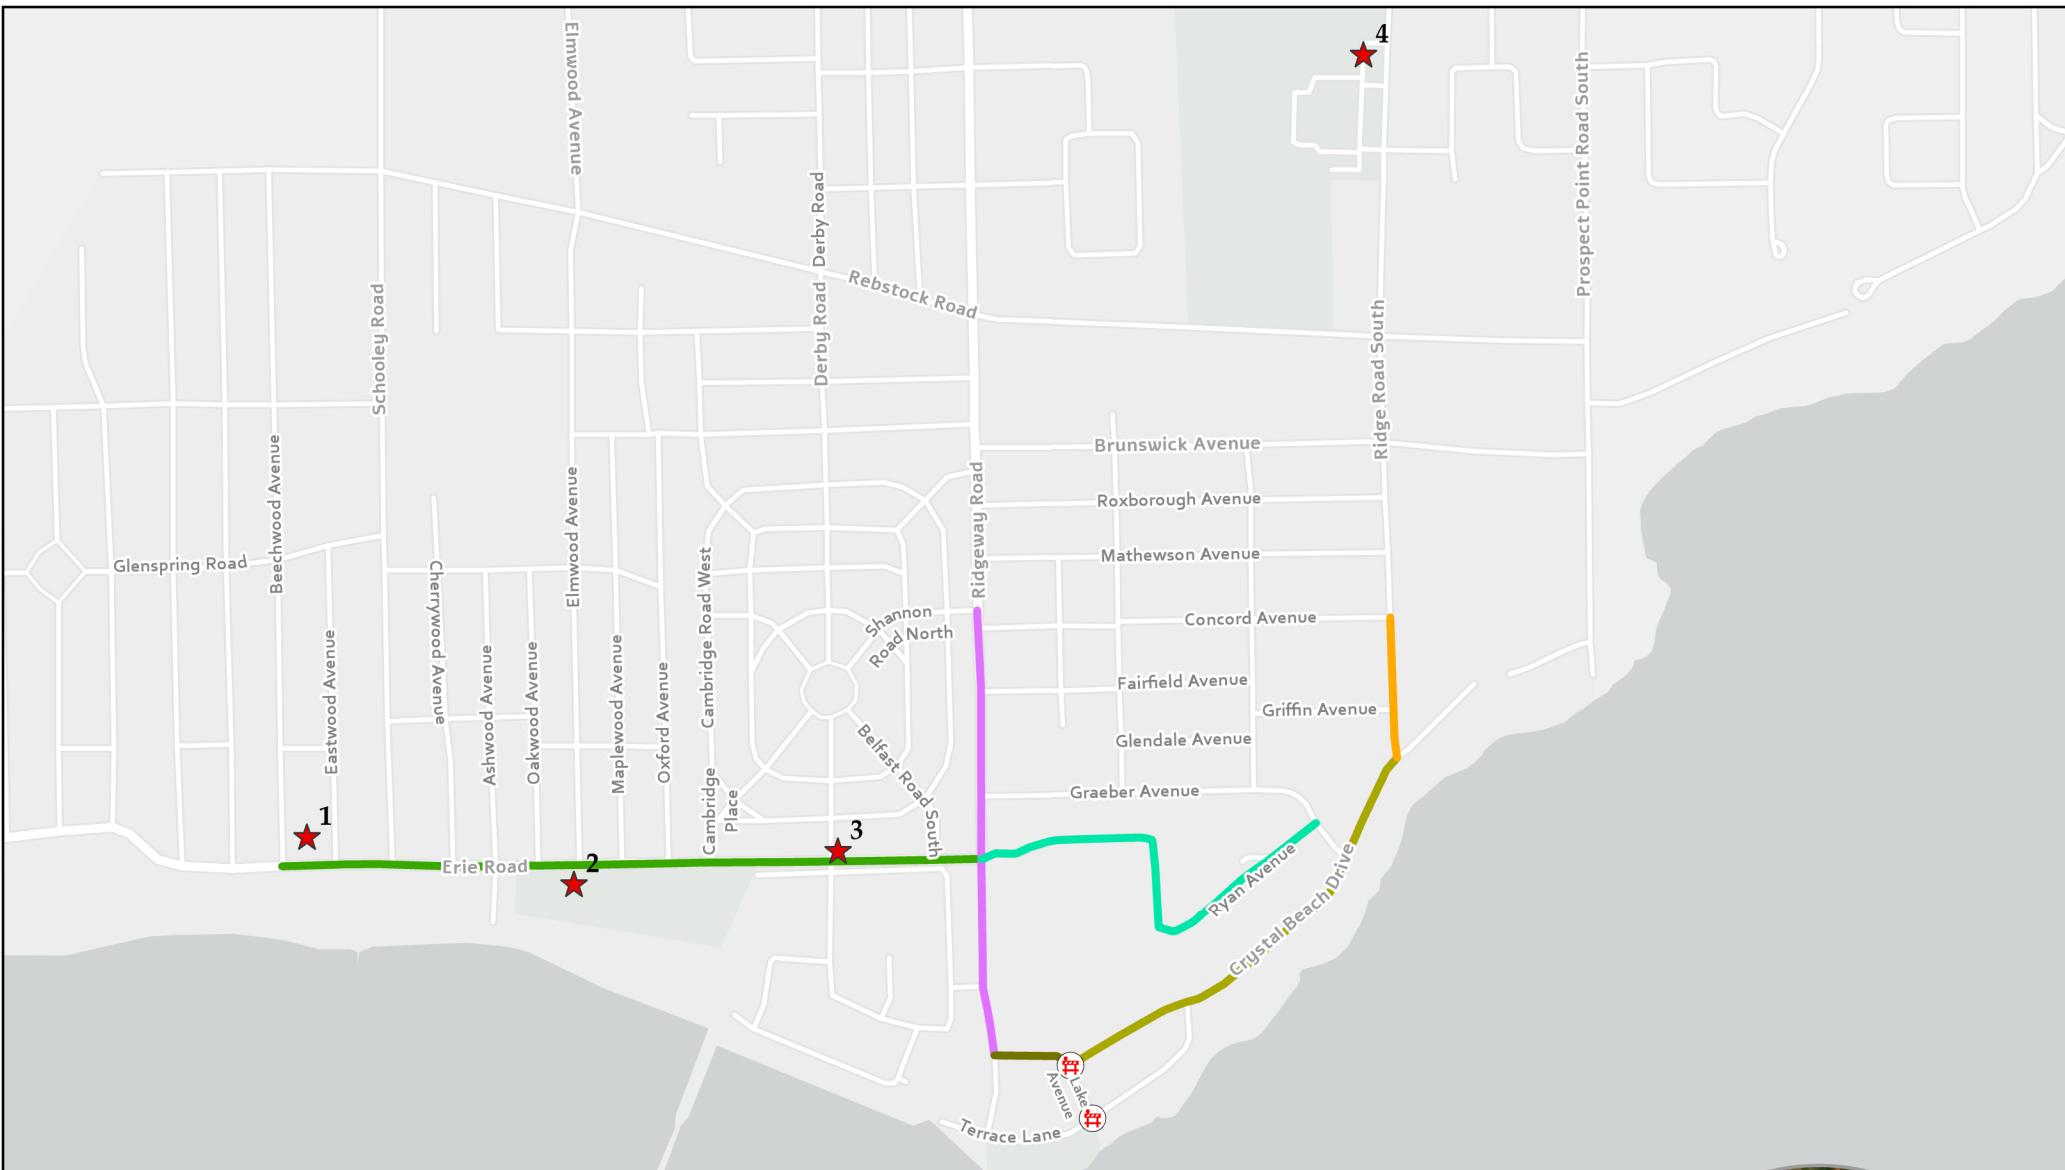 Elmwood Avenue
4
Prospect Point Road South
Derby Road
Derby Road
Rebstock Road
Schooley Road
Ridge Road South
Beechwood Avenue
Brunswick Avenue
Roxborough Avenue
Mathewson Avenue
Ridgeway Road
Elmwood Avenue
Glenspring Road
Cherrywood Avenue
Cambridge Road West
Shannon
Road North
Concord Avenue
Eastwood Avenue
Ashwood Avenue
Oakwood Avenue
Maplewood Avenue
Oxford Avenue
Fairfield Avenue
Griffin Avenue
Glendale Avenue
Belfast Road South
Cambridge
Place
Graeber Avenue
1
3
2
Erie Road
Ryan Avenue
Crystal Beach Drive
Lake
Avenue
Terrace Lane